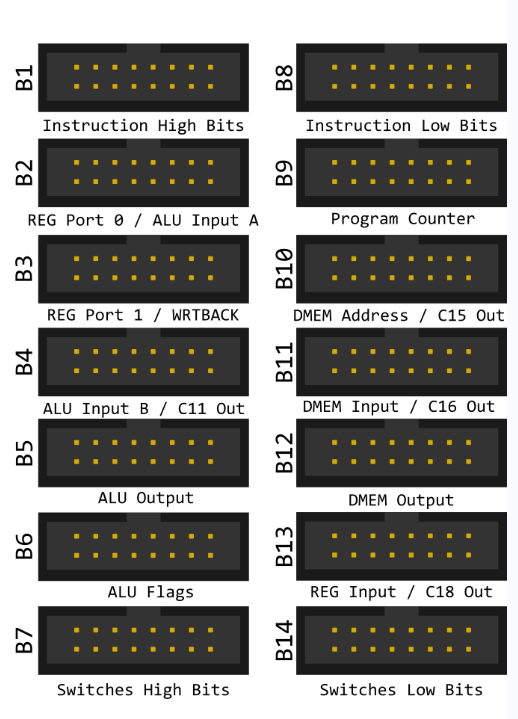 B1
Instruction High Bits
B8
Instruction Low Bits
B2
REG Port 0 / ALU Input A
B9
Program Counter
B3
REG Port 1 / WRTBACK
B10
DMEM Address / C15 Out
B4
ALU Input B / C11 Out
B11
DMEM Input / C16 Out
B5
ALU Output
B12
DMEM Output
B6
ALU Flags
B13
REG Input / C18 Out
B7
Switches High Bits
B14
Switches Low Bits